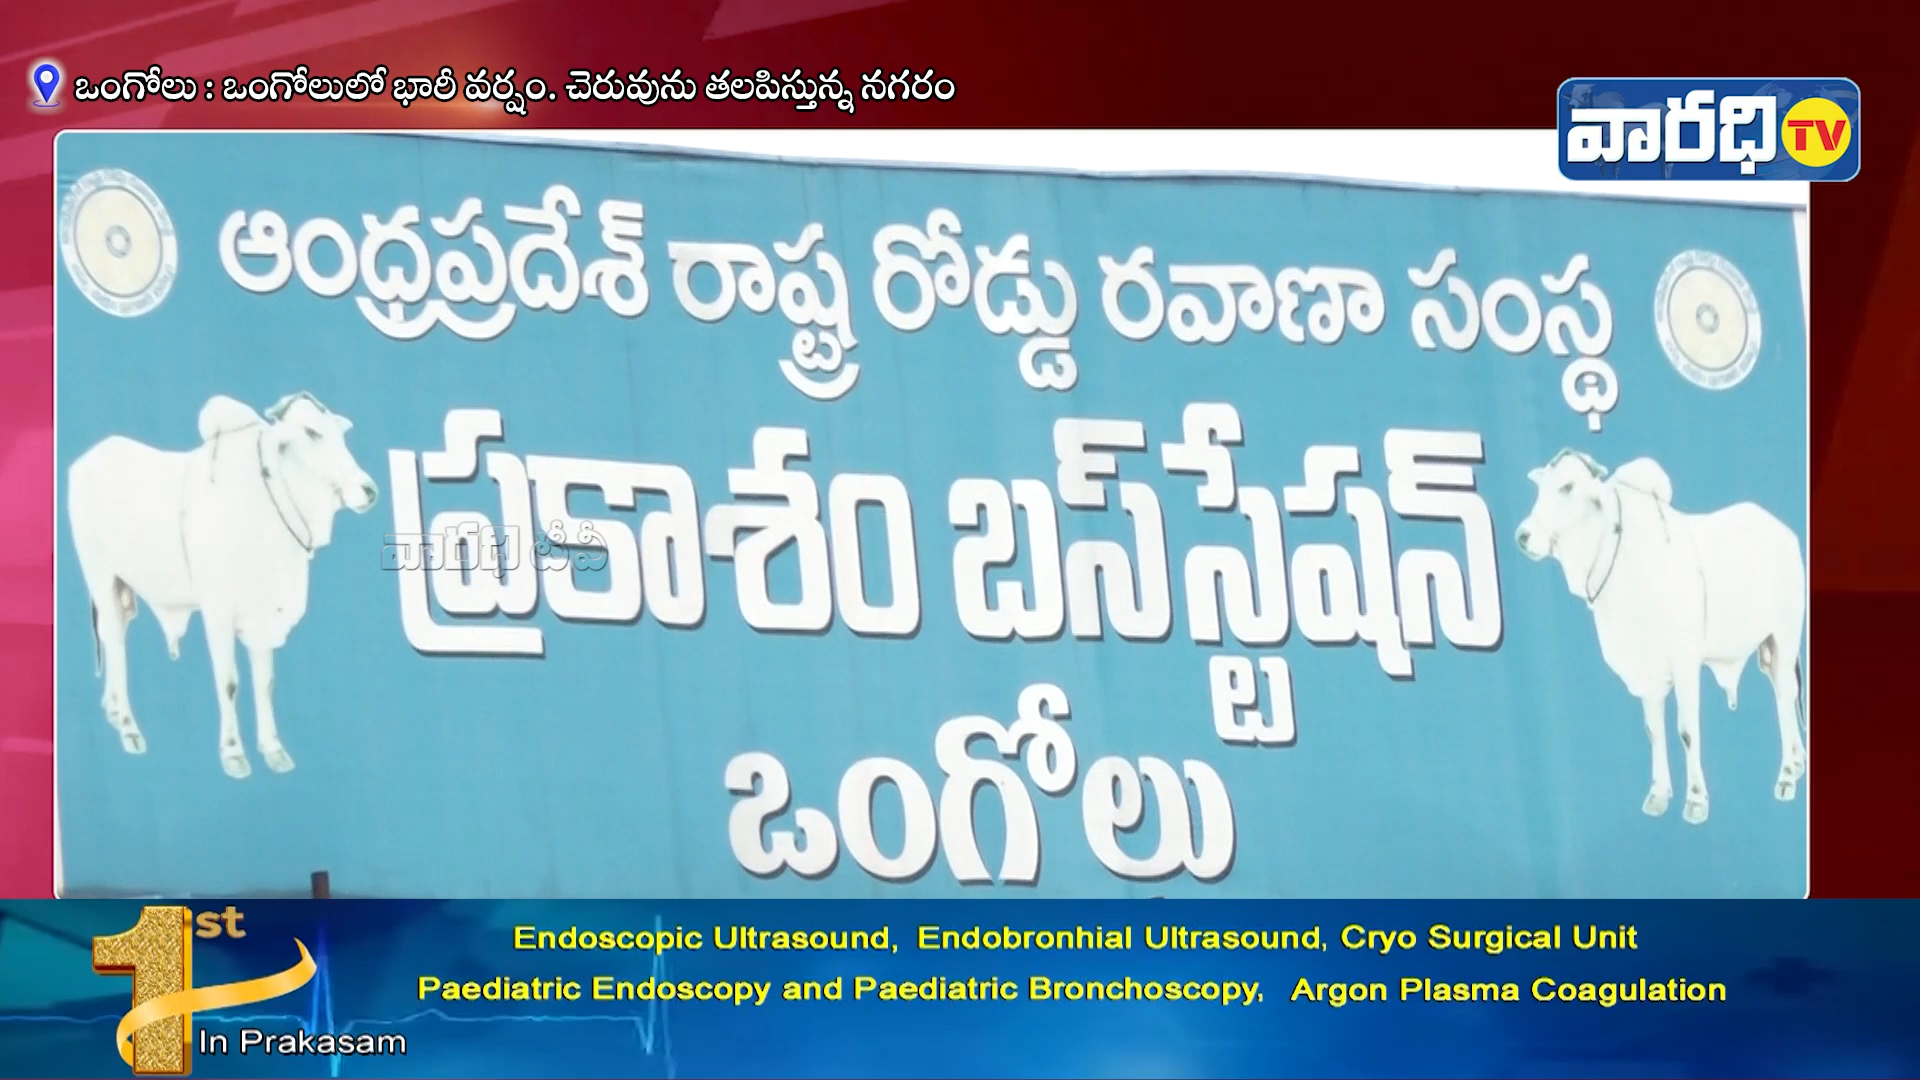 ఒంగోలు : ఒంగోలులో భారీ వర్షం. చెరువును తలపిస్తున్న నగరం
వారధి TV
ఆంధ్రప్రదేశ్ రాష్ట్ర రోడ్డు రవాణా సంస్థ
ప్రకాశం బస్ స్టేషన్
వారధి టీవీ
ఒంగోలు
1st
In Prakasam
Endoscopic Ultrasound, Endobronhial Ultrasound, Cryo Surgical Unit
Paediatric Endoscopy and Paediatric Bronchoscopy, Argon Plasma Coagulation